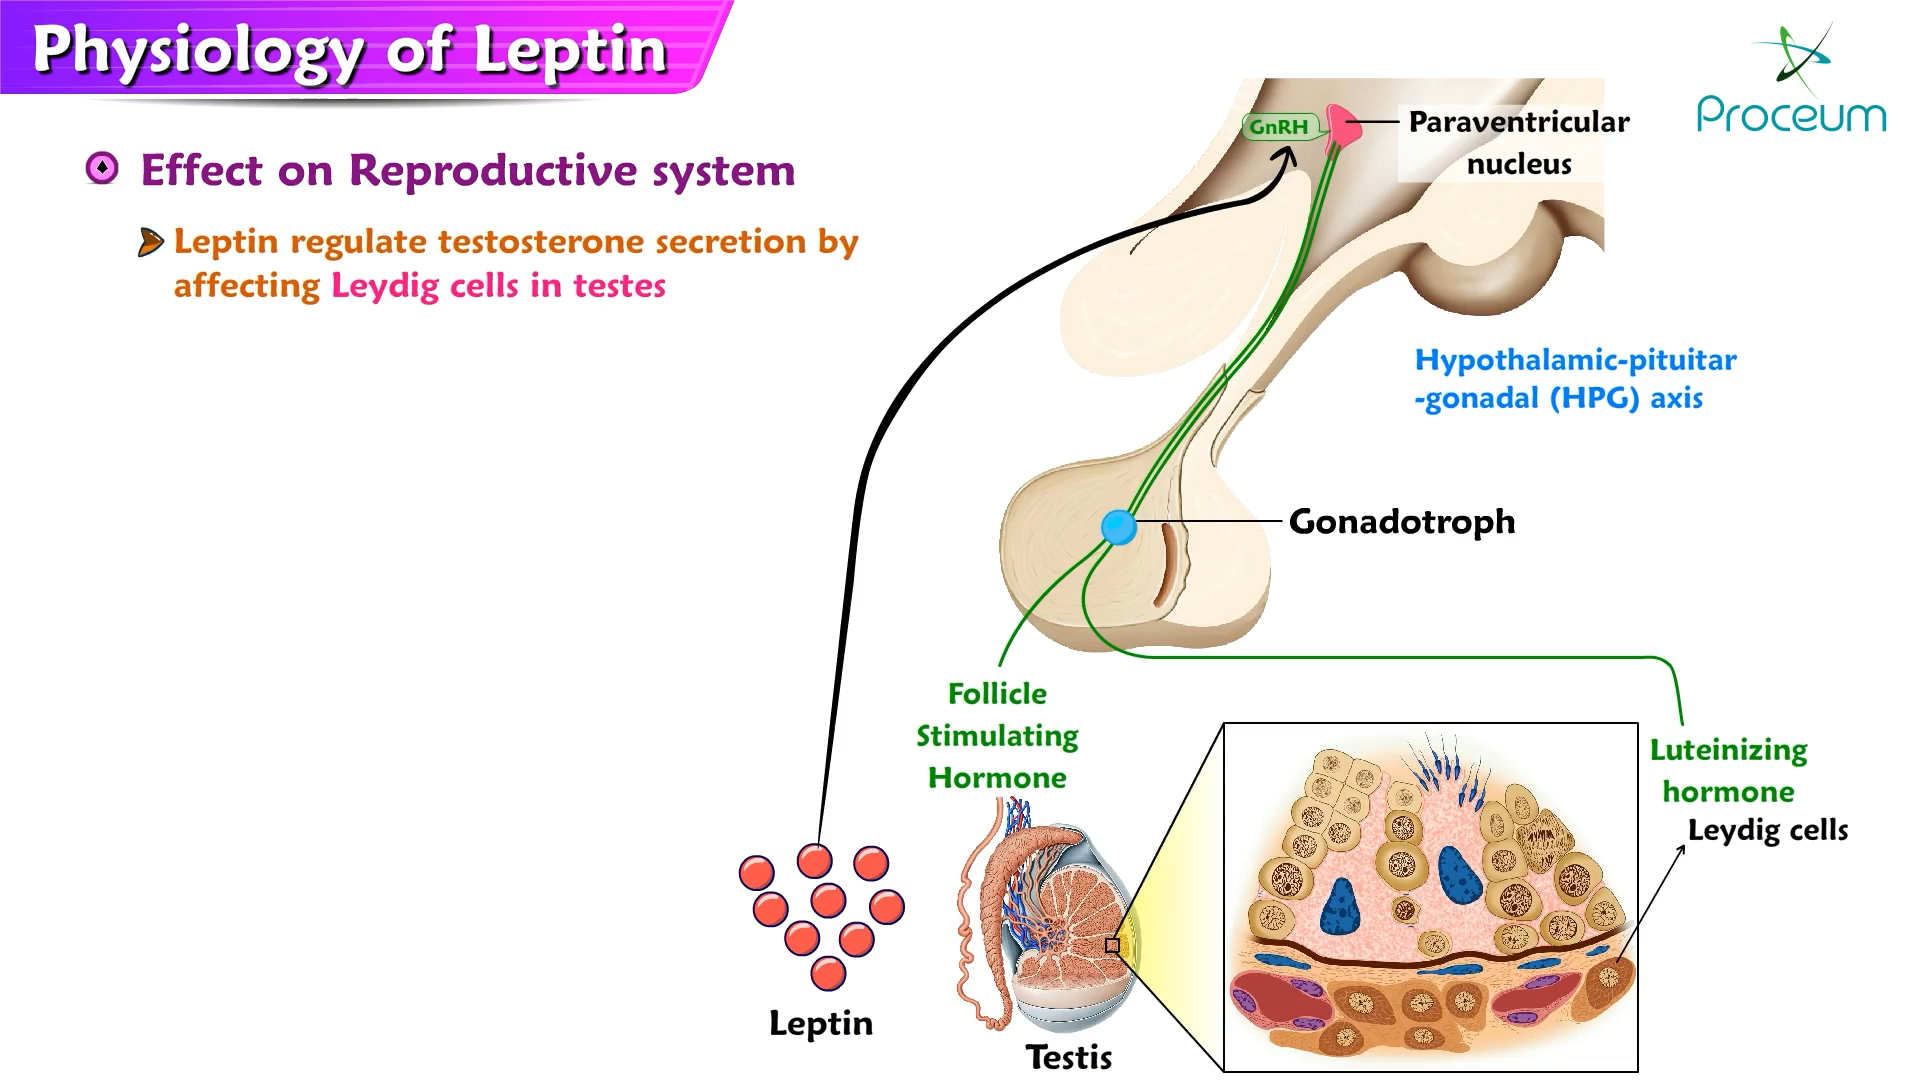 Physiology of Leptin
Proceum
Effect on Reproductive system
Leptin regulate testosterone secretion by
affecting Leydig cells in testes
GnRH
Paraventricular
nucleus
Hypothalamic-pituitar
-gonadal (HPG) axis
Gonadotroph
Follicle
Stimulating
Hormone
Luteinizing
hormone
Leydig cells
Leptin
Testis